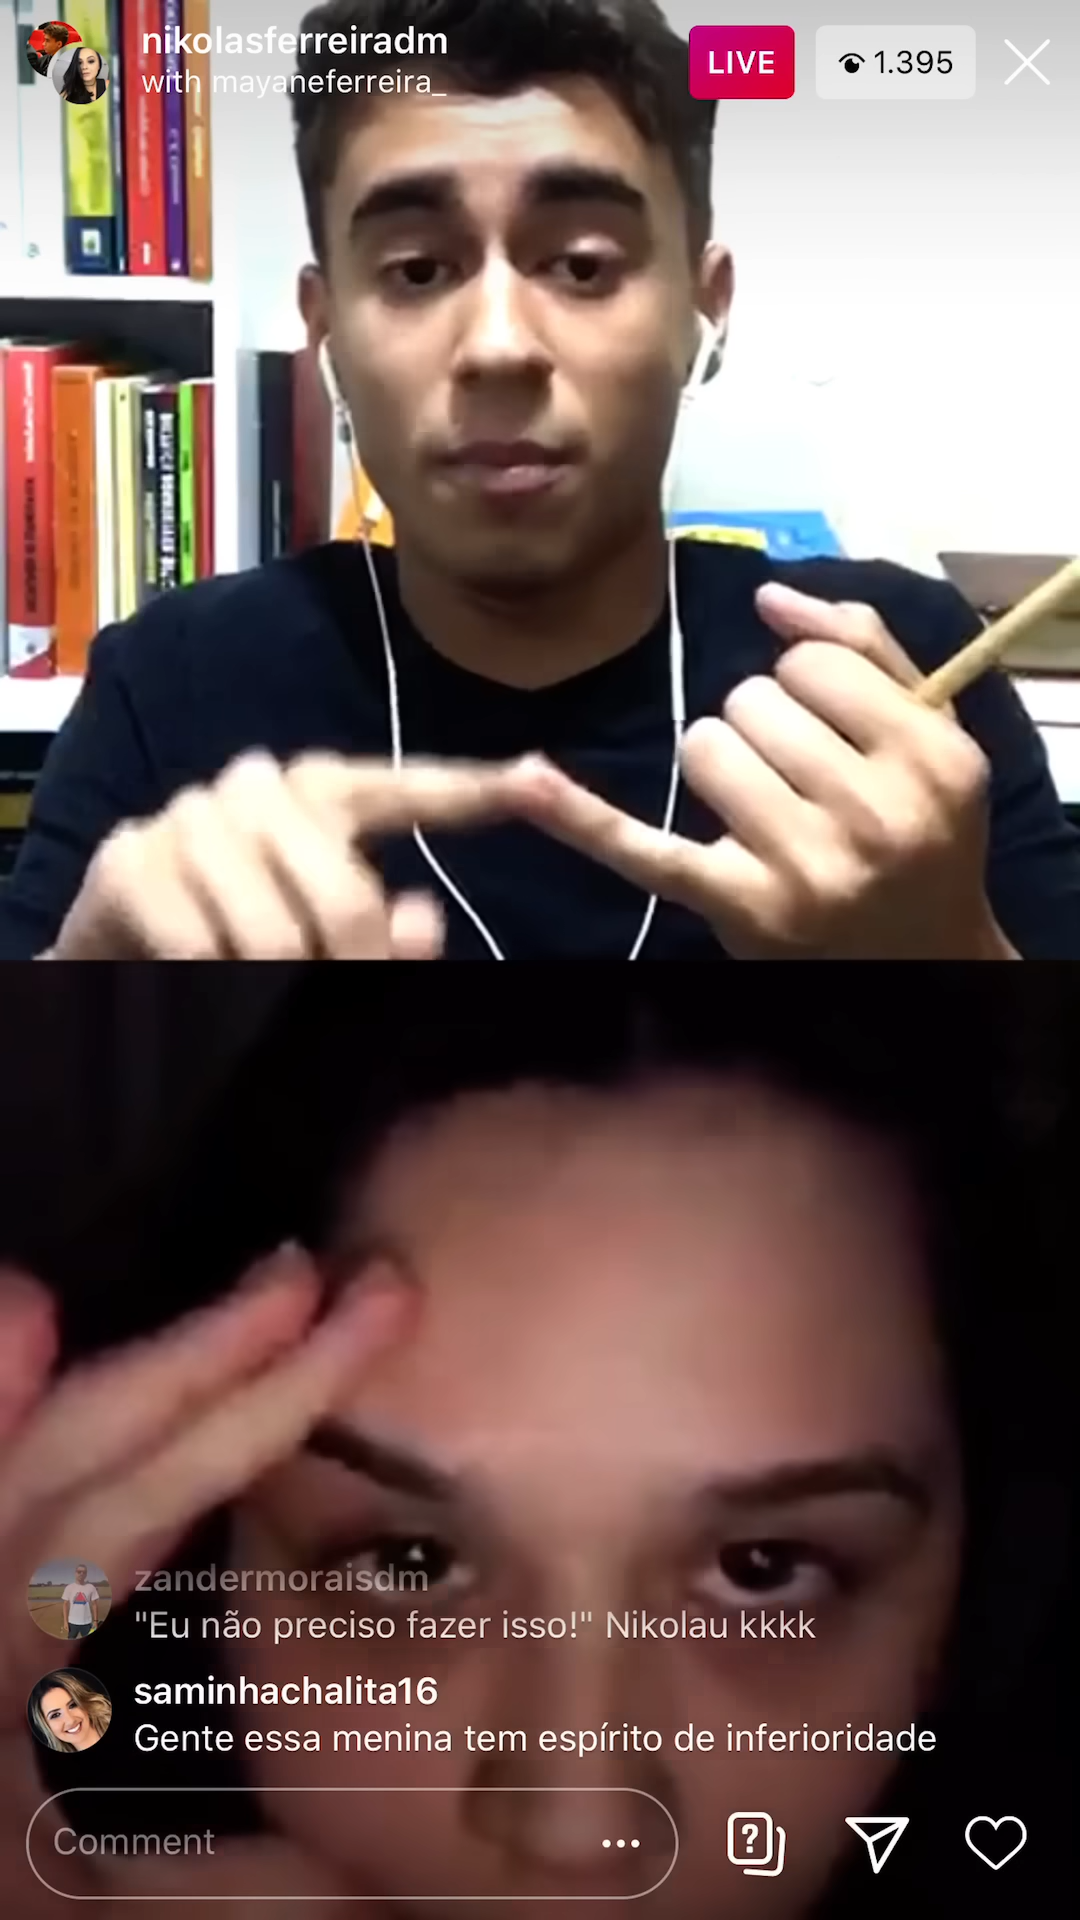 nikolasferreiradm
with mayaneferreira_
LIVE
1.395
zandermoraisdm
"Eu não preciso fazer isso!" Nikolau kkkk
saminhachalita16
Gente essa menina tem espírito de inferioridade
Comment